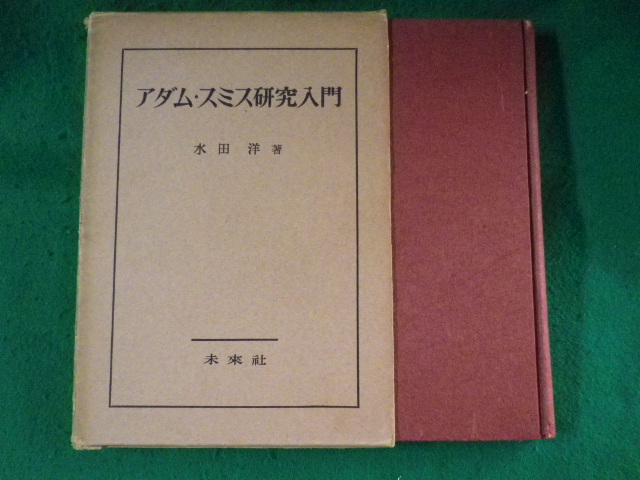 アダム・スミス研究入門
水田 洋 著
未來社